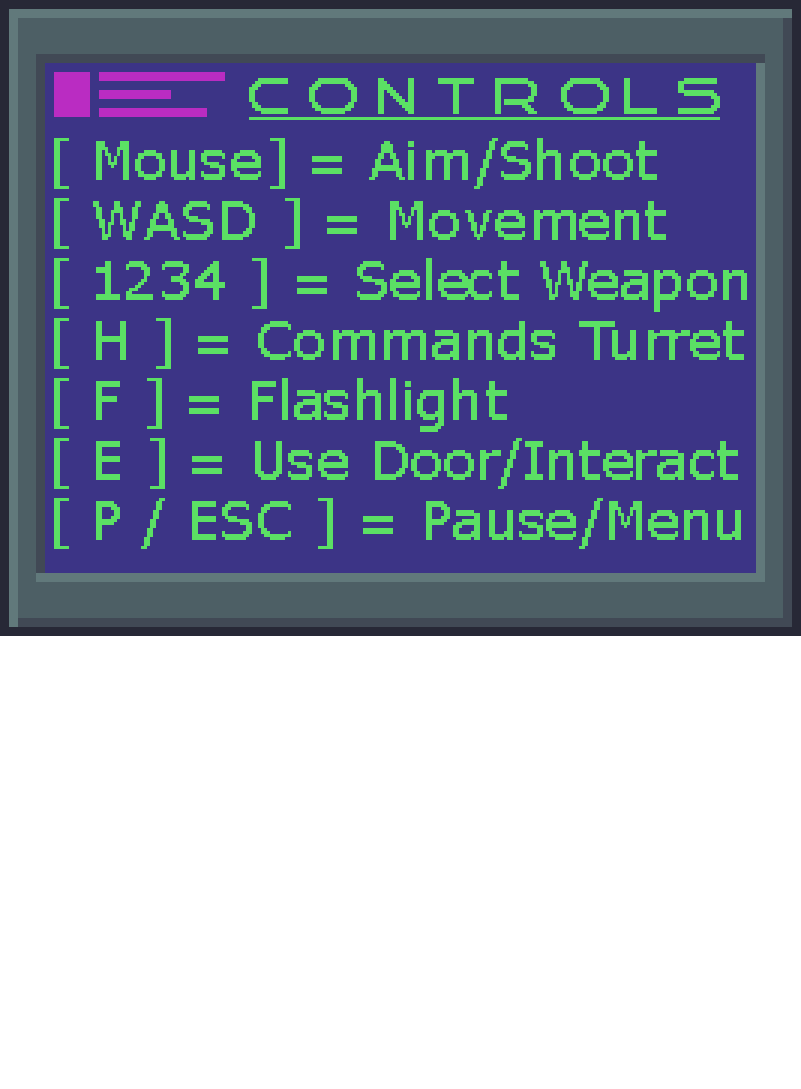 CONTROLS
[ Mouse] = Aim/Shoot
[ WASD ] = Movement
[ 1234 ] = Select Weapon
[ H ] = Commands Turret
[ F ] = Flashlight
[ E ] = Use Door/Interact
[ P / ESC ] = Pause/Menu